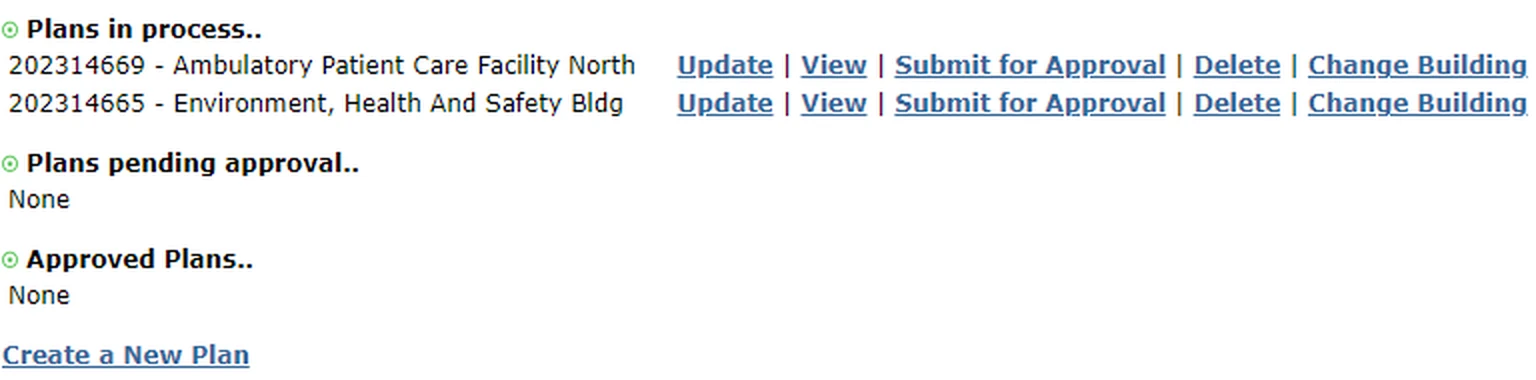 Plans in process..
202314669 - Ambulatory Patient Care Facility North Update | View | Submit for Approval | Delete | Change Building
202314665 - Environment, Health And Safety Bldg Update | View | Submit for Approval | Delete | Change Building
Plans pending approval..
None
Approved Plans..
None
Create a New Plan